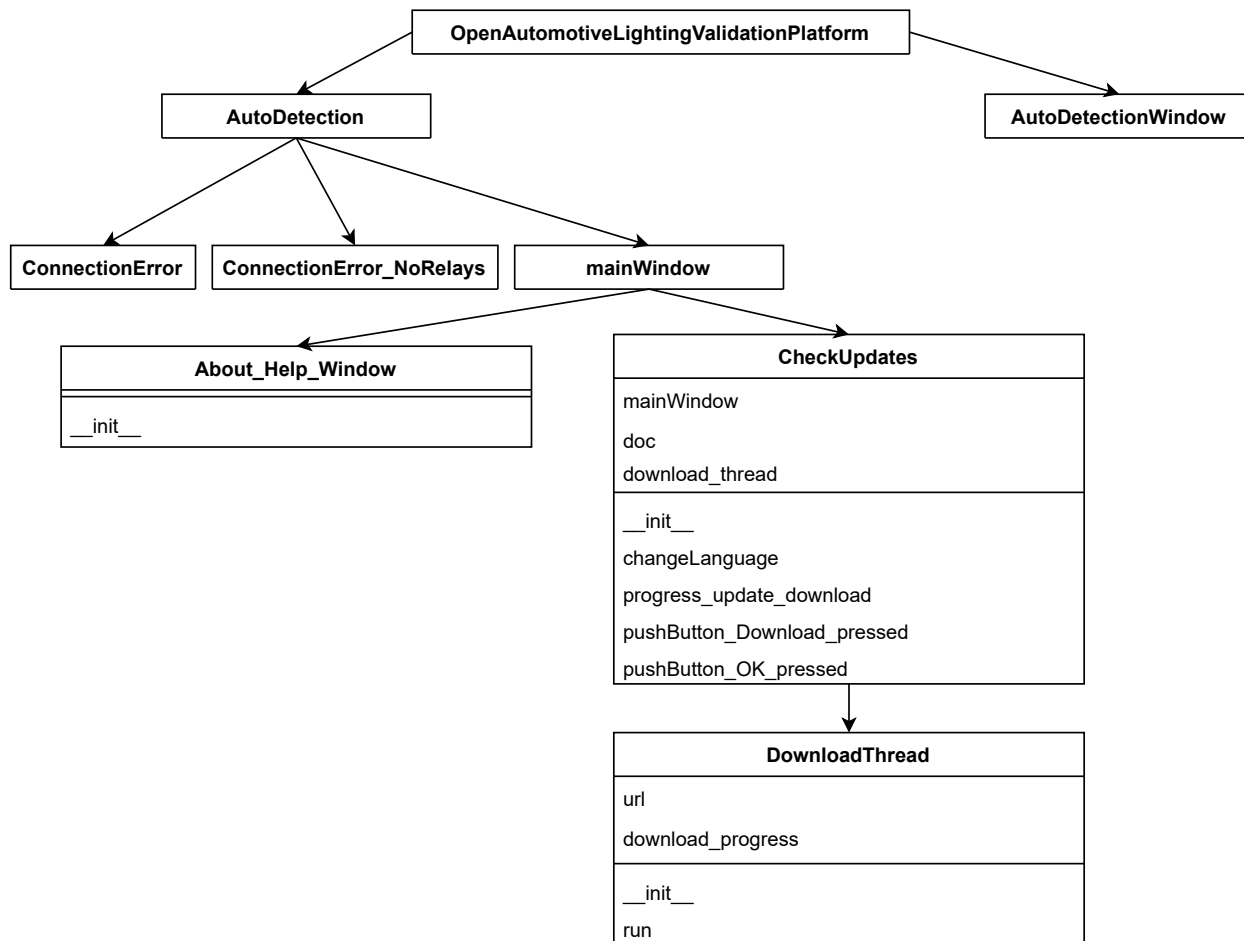 OpenAutomotiveLightingValidationPlatform
AutoDetection
AutoDetectionWindow
ConnectionError
ConnectionError_NoRelays
mainWindow
About_Help_Window
__init__
CheckUpdates
mainWindow
doc
download_thread
__init__
changeLanguage
progress_update_download
pushButton_Download_pressed
pushButton_OK_pressed
DownloadThread
url
download_progress
__init__
run